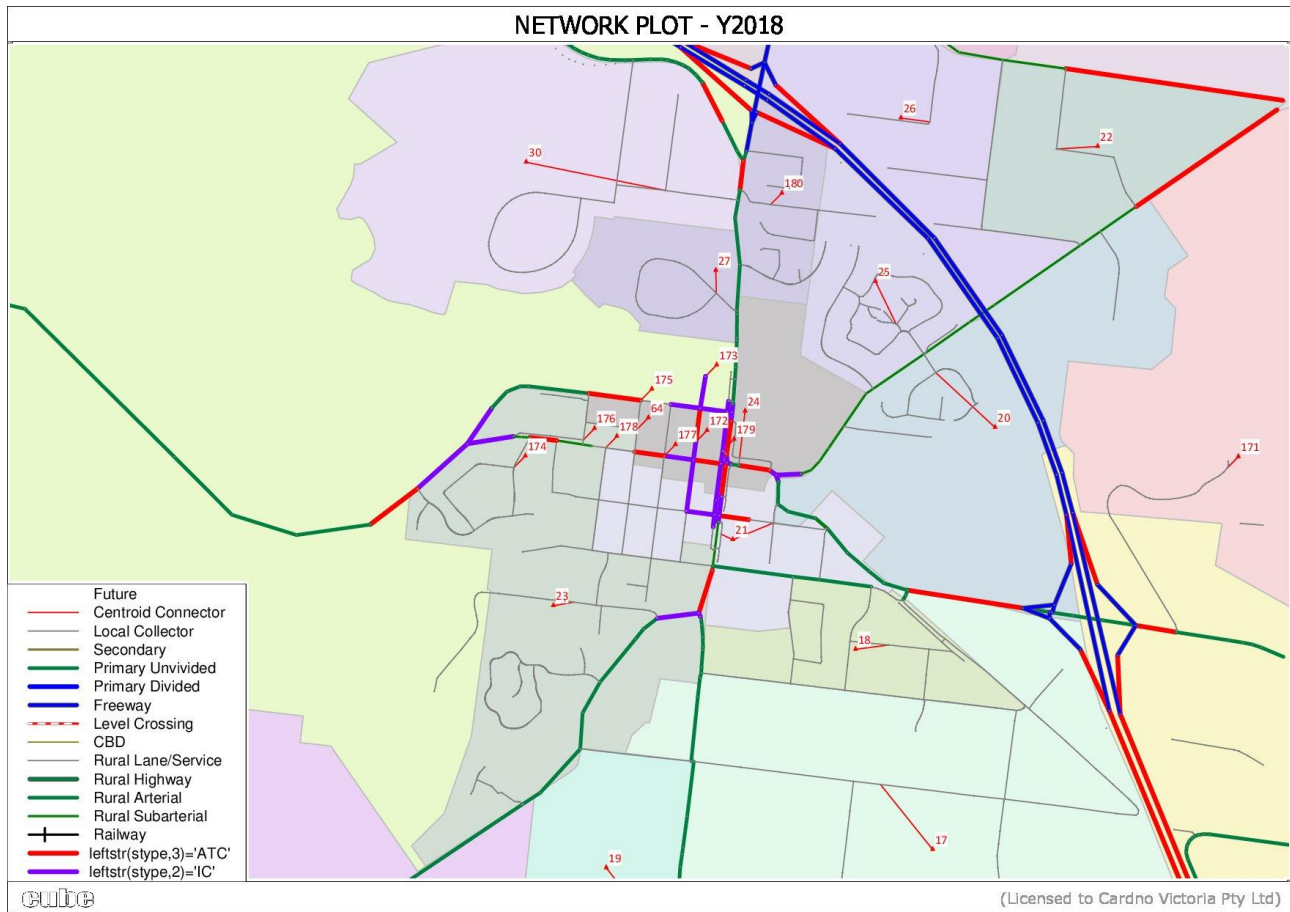 NETWORK PLOT - Y2018
26
22
30
180
27
25
173
175
24
64
172
176
178
177
179
20
174
171
21
23
18
17
19
Future
Centroid Connector
Local Collector
Secondary
Primary Unvivided
Primary Divided
Freeway
Level Crossing
CBD
Rural Lane/Service
Rural Highway
Rural Arterial
Rural Subarterial
Railway
leftstr(stype,3)='ATC'
leftstr(stype,2)='IC'
cube
(Licensed to Cardno Victoria Pty Ltd)